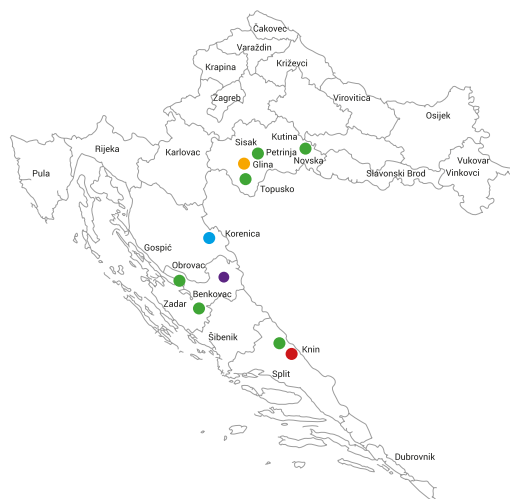 Čakovec
Varaždin
Krapina
Križeyci
Zagreb
Virovitica
Osijek
Kutina
Sisak
Rijeka
Karlovac
Petrinja
Novska
Vukovar
Glina
Pula
Slavonski Brod
Vinkovci
Topusko
Korenica
Gospić
Obrovac
Benkovac
Zadar
Šibenik
Knin
Split
Dubrovnik